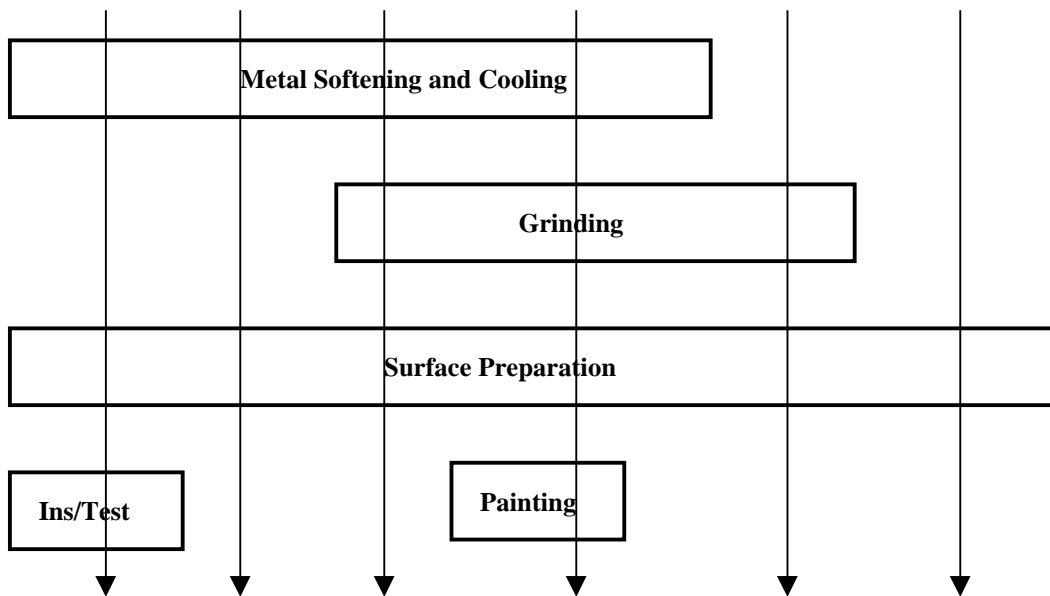 Metal Softening and Cooling
Grinding
Surface Preparation
Ins/Test
Painting